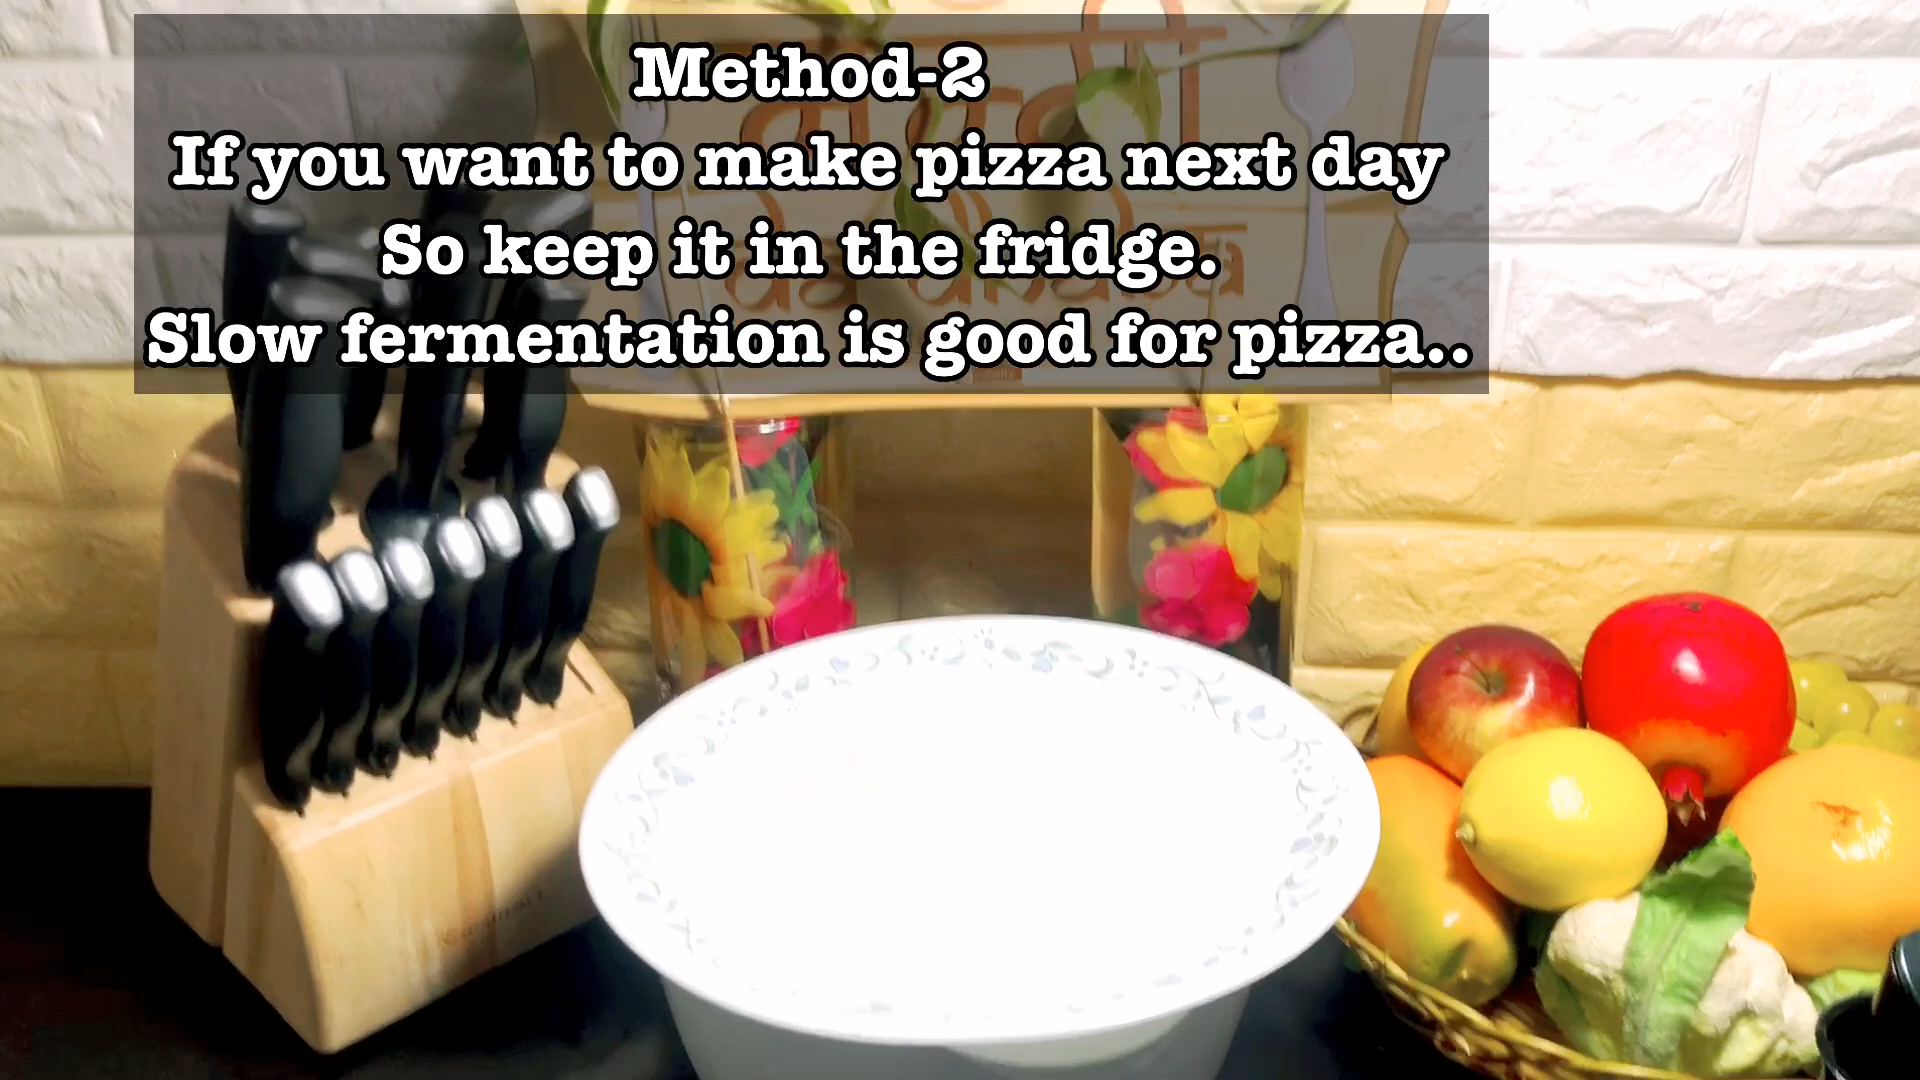 Method-2
If you want to make pizza next day
So keep it in the fridge.
Slow fermentation is good for pizza..